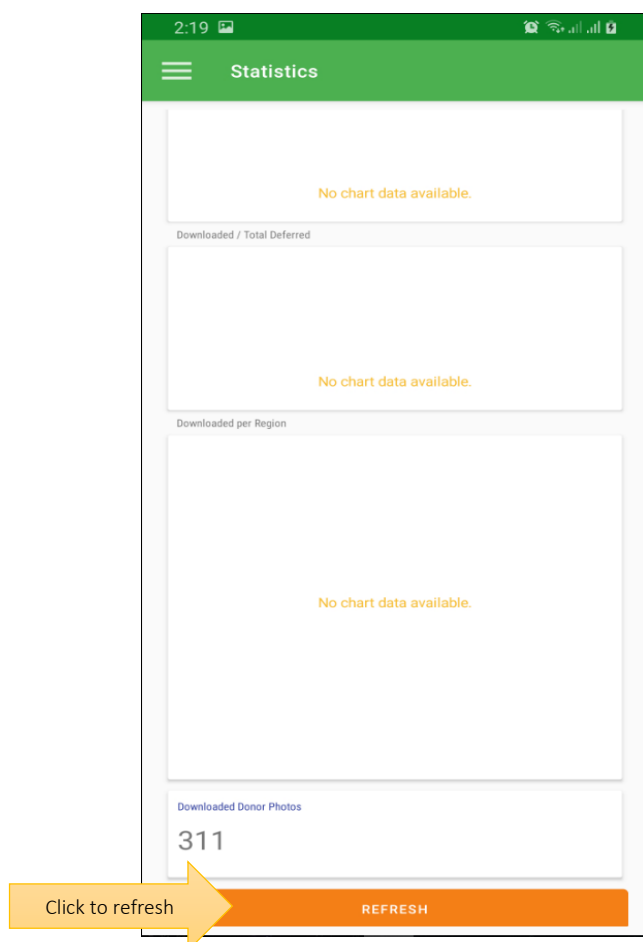 2:19
Statistics
No chart data available.
Downloaded / Total Deferred
No chart data available.
Downloaded per Region
No chart data available.
Downloaded Donor Photos
311
Click to refresh
REFRESH